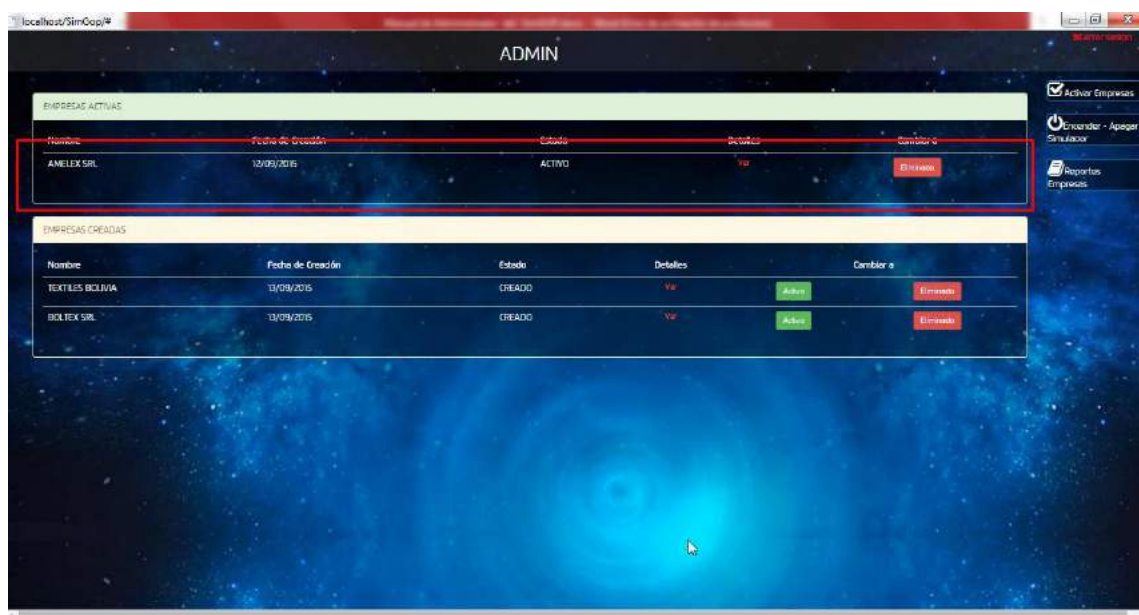 localhost/SimGop/#
ADMIN
Cerrar sesión
EMPRESAS ACTIVAS
Nombre Fecha de Creación Estado Detalles Cambiar a
AMELEX SRL 12/09/2015 ACTIVO Ver Eliminado
EMPRESAS CREADAS
Nombre Fecha de Creación Estado Detalles Cambiar a
TEXTILES BOLIVIA 13/09/2015 CREADO Ver Activo Eliminado
BOLTEX SRL 13/09/2015 CREADO Ver Activo Eliminado
Activar Empresas
Encender - Apagar
Simulador
Reportes
Empresas